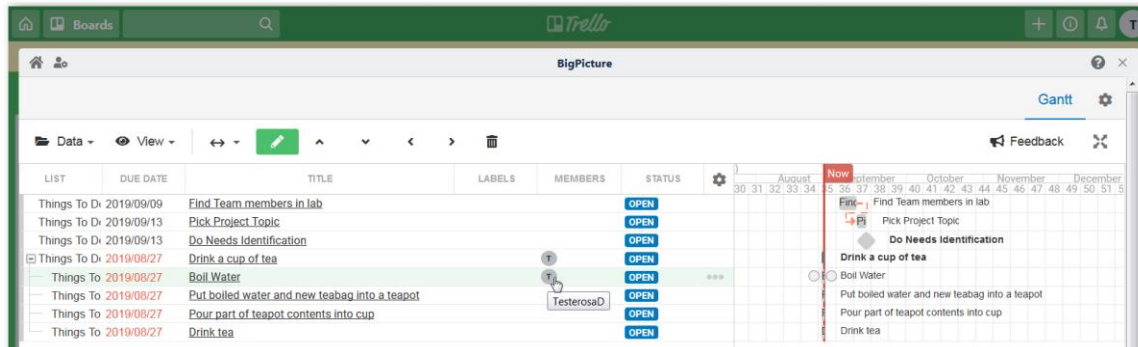 Boards Trello T
BigPicture
Gantt
Data View Feedback
LIST DUE DATE TITLE LABELS MEMBERS STATUS Now August September October November December
30 31 32 33 34 35 36 37 38 39 40 41 42 43 44 45 46 47 48 49 50 51 5
Things To De 2019/09/09 Find Team members in lab OPEN Find Find Team members in lab
Things To De 2019/09/13 Pick Project Topic OPEN Pi Pick Project Topic
Things To De 2019/09/13 Do Needs Identification OPEN Do Needs Identification
Things To De 2019/08/27 Drink a cup of tea T OPEN Drink a cup of tea
Things To 2019/08/27 Boil Water T OPEN Boil Water
Things To 2019/08/27 Put boiled water and new teabag into a teapot TesterosaD OPEN Put boiled water and new teabag into a teapot
Things To 2019/08/27 Pour part of teapot contents into cup OPEN Pour part of teapot contents into cup
Things To 2019/08/27 Drink tea OPEN Drink tea